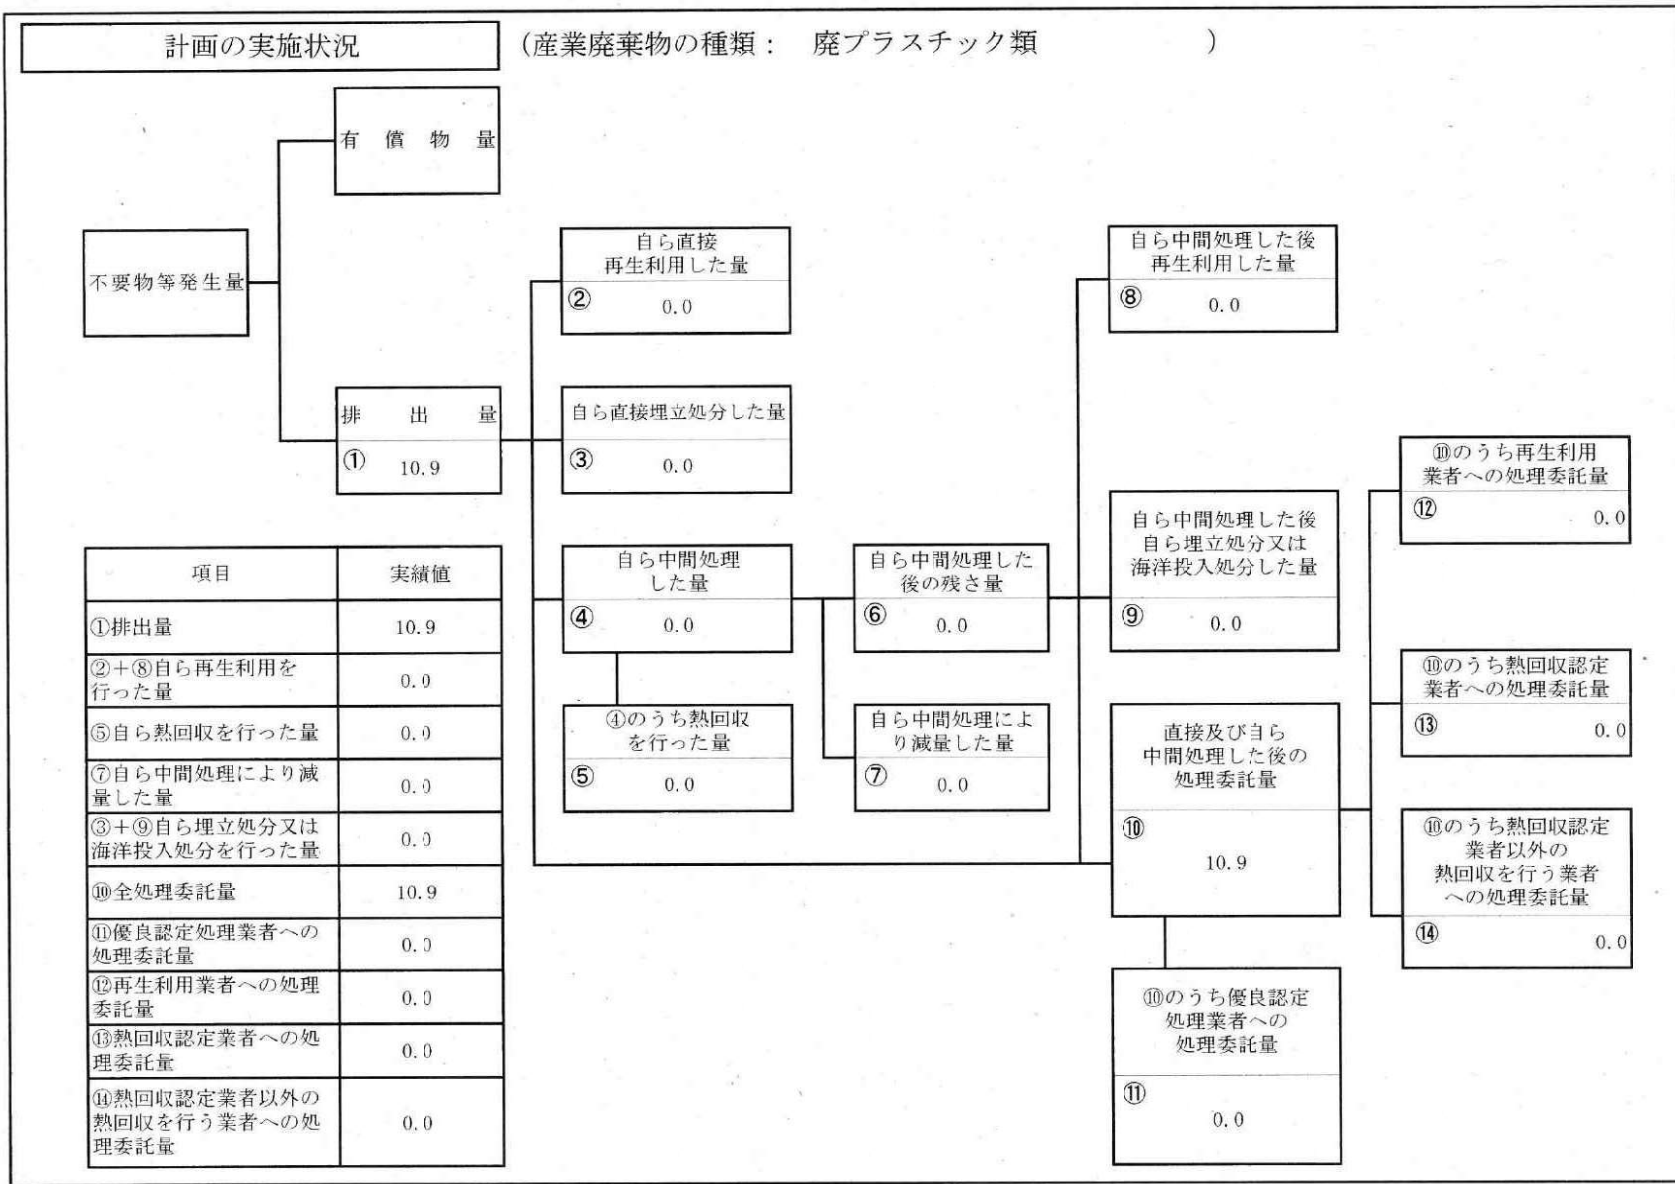 計画の実施状況
(産業廃棄物の種類： 廃プラスチック類 )
有償物量
不要物等発生量
排出量
① 10.9
自ら直接
再生利用した量
② 0.0
自ら直接埋立処分した量
③ 0.0
自ら中間処理
した量
④ 0.0
④のうち熱回収
を行った量
⑤ 0.0
自ら中間処理した
後の残さ量
⑥ 0.0
自ら中間処理によ
り減量した量
⑦ 0.0
自ら中間処理した後
再生利用した量
⑧ 0.0
自ら中間処理した後
自ら埋立処分又は
海洋投入処分した量
⑨ 0.0
直接及び自ら
中間処理した後の
処理委託量
⑩
10.9
⑩のうち優良認定
処理業者への
処理委託量
⑪
0.0
⑩のうち再生利用
業者への処理委託量
⑫ 0.0
⑩のうち熱回収認定
業者への処理委託量
⑬ 0.0
⑩のうち熱回収認定
業者以外の
熱回収を行う業者
への処理委託量
⑭ 0.0
項目 実績値
①排出量 10.9
②＋⑧自ら再生利用を
行った量 0.0
⑤自ら熱回収を行った量 0.0
⑦自ら中間処理により減
量した量 0.0
③＋⑨自ら埋立処分又は
海洋投入処分を行った量 0.0
⑩全処理委託量 10.9
⑪優良認定処理業者への
処理委託量 0.0
⑫再生利用業者への処理
委託量 0.0
⑬熱回収認定業者への処
理委託量 0.0
⑭熱回収認定業者以外の
熱回収を行う業者への処
理委託量 0.0